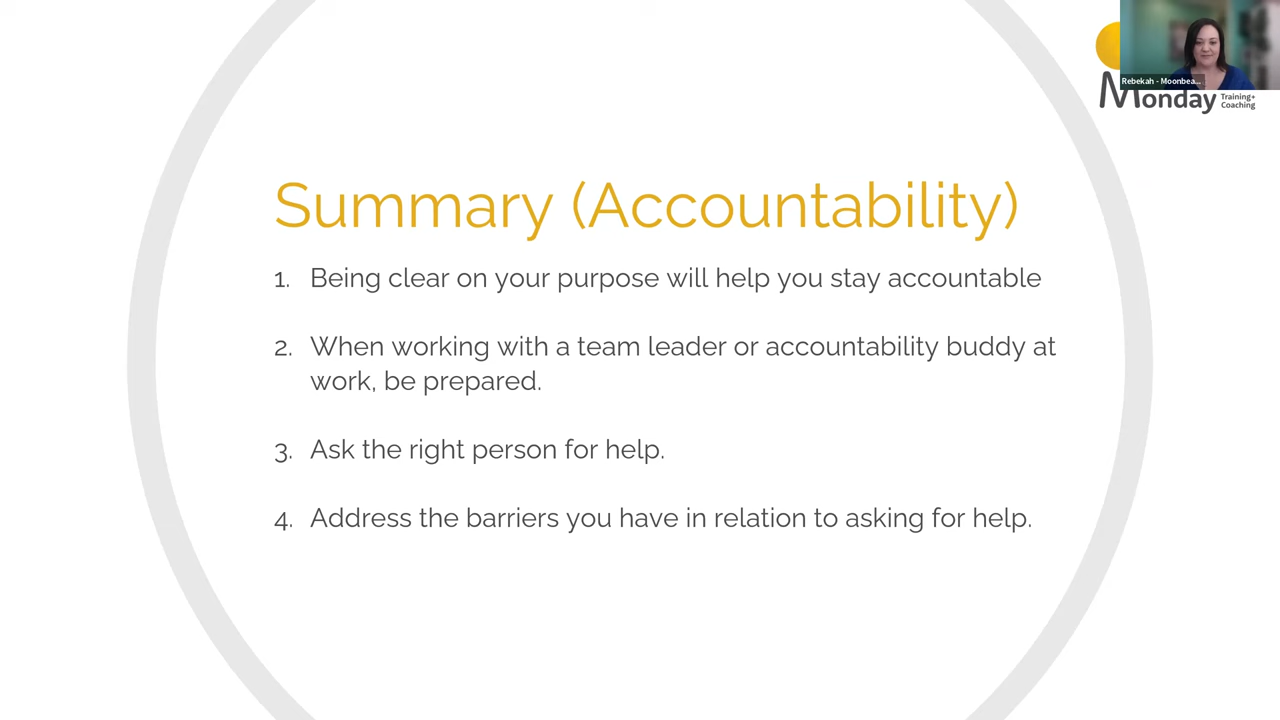 Rebekah - Moonbea...
Monday
Training+
Coaching
Summary (Accountability)
1. Being clear on your purpose will help you stay accountable
2. When working with a team leader or accountability buddy at
work, be prepared.
3. Ask the right person for help.
4. Address the barriers you have in relation to asking for help.